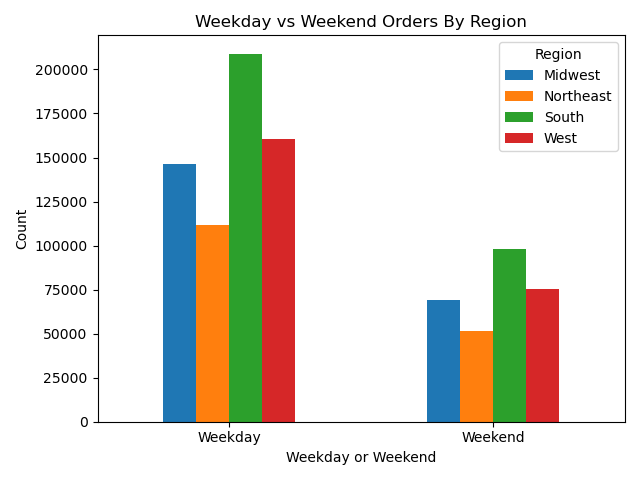 Weekday vs Weekend Orders By Region
Region
Midwest
Northeast
South
West
200000
175000
150000
125000
100000
75000
50000
25000
0
Count
Weekday
Weekend
Weekday or Weekend